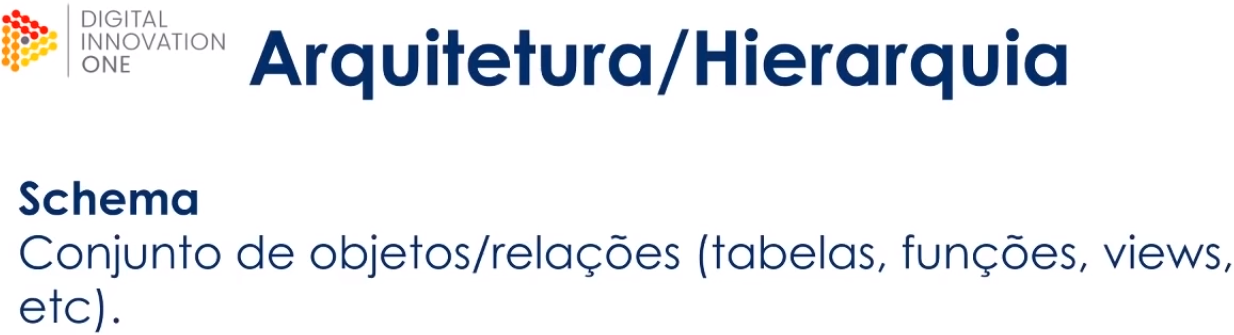 DIGITAL
INNOVATION
ONE
Arquitetura/Hierarquia
Schema
Conjunto de objetos/relações (tabelas, funções, views,
etc).